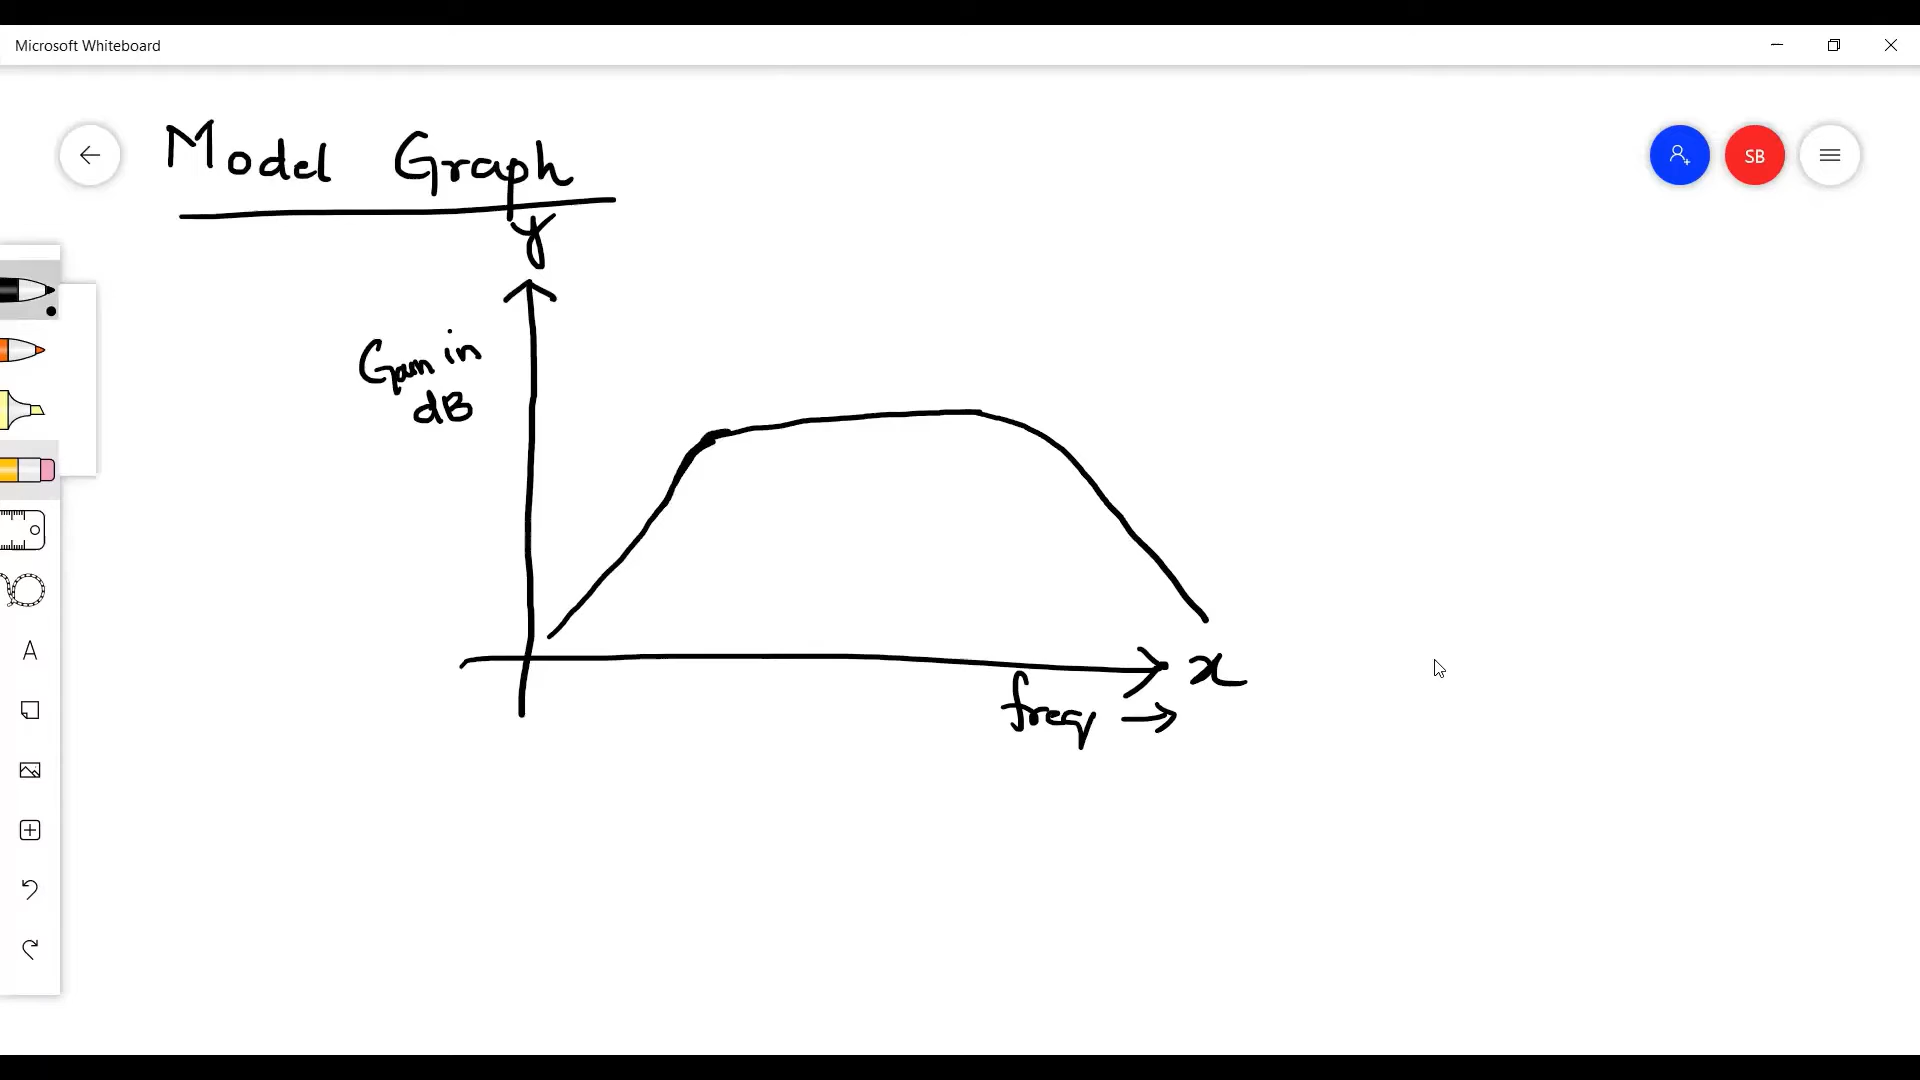 Microsoft Whiteboard
Model Graph
SB
y
Gain in
dB
x
freq →
A